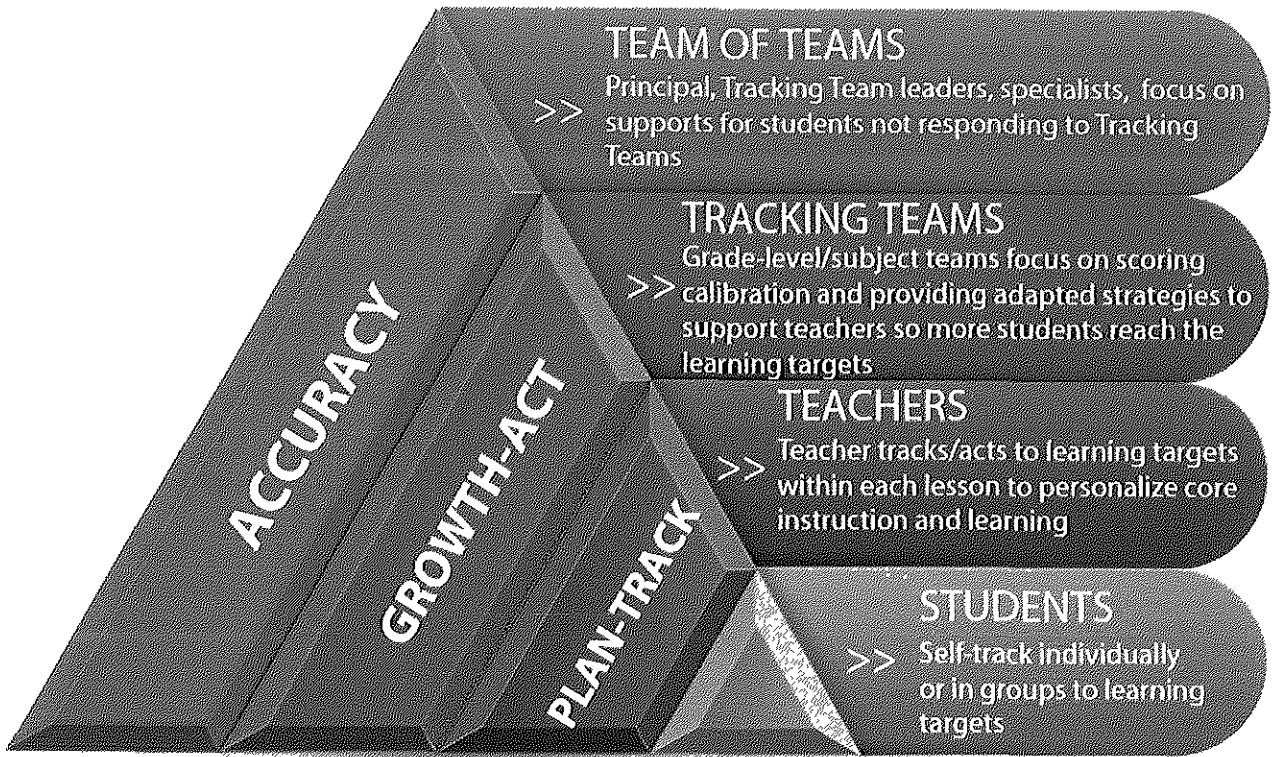 TEAM OF TEAMS
>> Principal, Tracking Team leaders, specialists, focus on
supports for students not responding to Tracking
Teams
TRACKING TEAMS
>> Grade-level/subject teams focus on scoring
calibration and providing adapted strategies to
support teachers so more students reach the
learning targets
TEACHERS
>> Teacher tracks/acts to learning targets
within each lesson to personalize core
instruction and learning
STUDENTS
>> Self-track individually
or in groups to learning
targets
ACCURACY
GROWTH-ACT
PLAN-TRACK